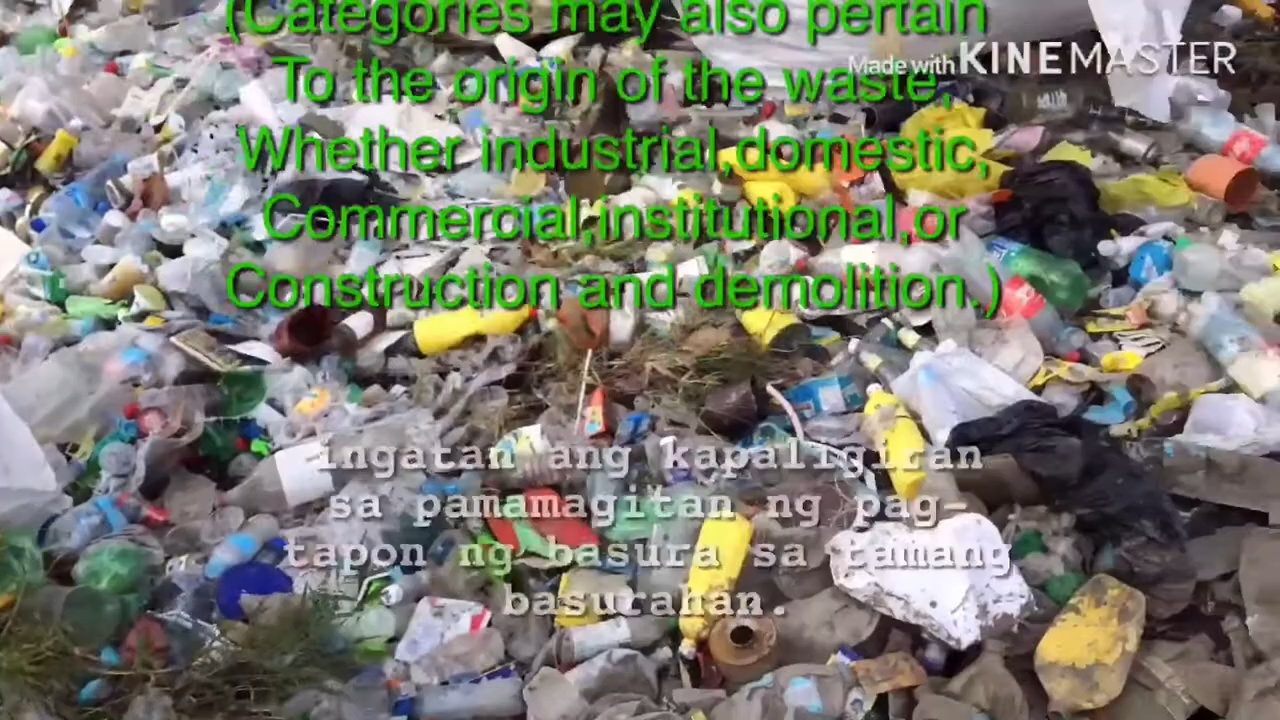 (Categories may also pertain
Made with KINEMASTER
To the origin of the waste,
Whether industrial,domestic,
Commercial,institutional,or
Construction and demolition.)
ingatan ang kapaligiran
sa pamamagitan ng pag-
tapon ng basura sa tamang
basurahan.